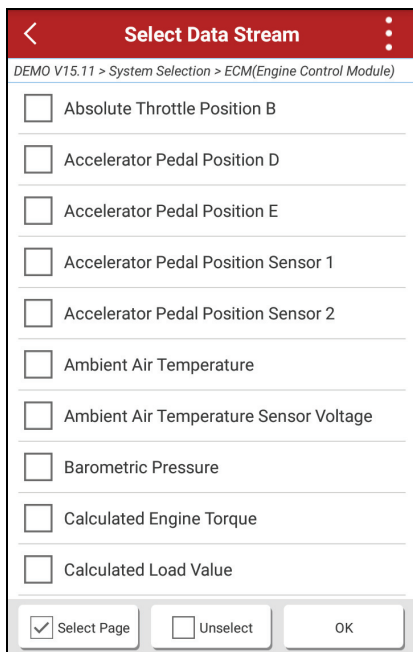 Select Data Stream
DEMO V15.11 > System Selection > ECM(Engine Control Module)
Absolute Throttle Position B
Accelerator Pedal Position D
Accelerator Pedal Position E
Accelerator Pedal Position Sensor 1
Accelerator Pedal Position Sensor 2
Ambient Air Temperature
Ambient Air Temperature Sensor Voltage
Barometric Pressure
Calculated Engine Torque
Calculated Load Value
Select Page Unselect OK